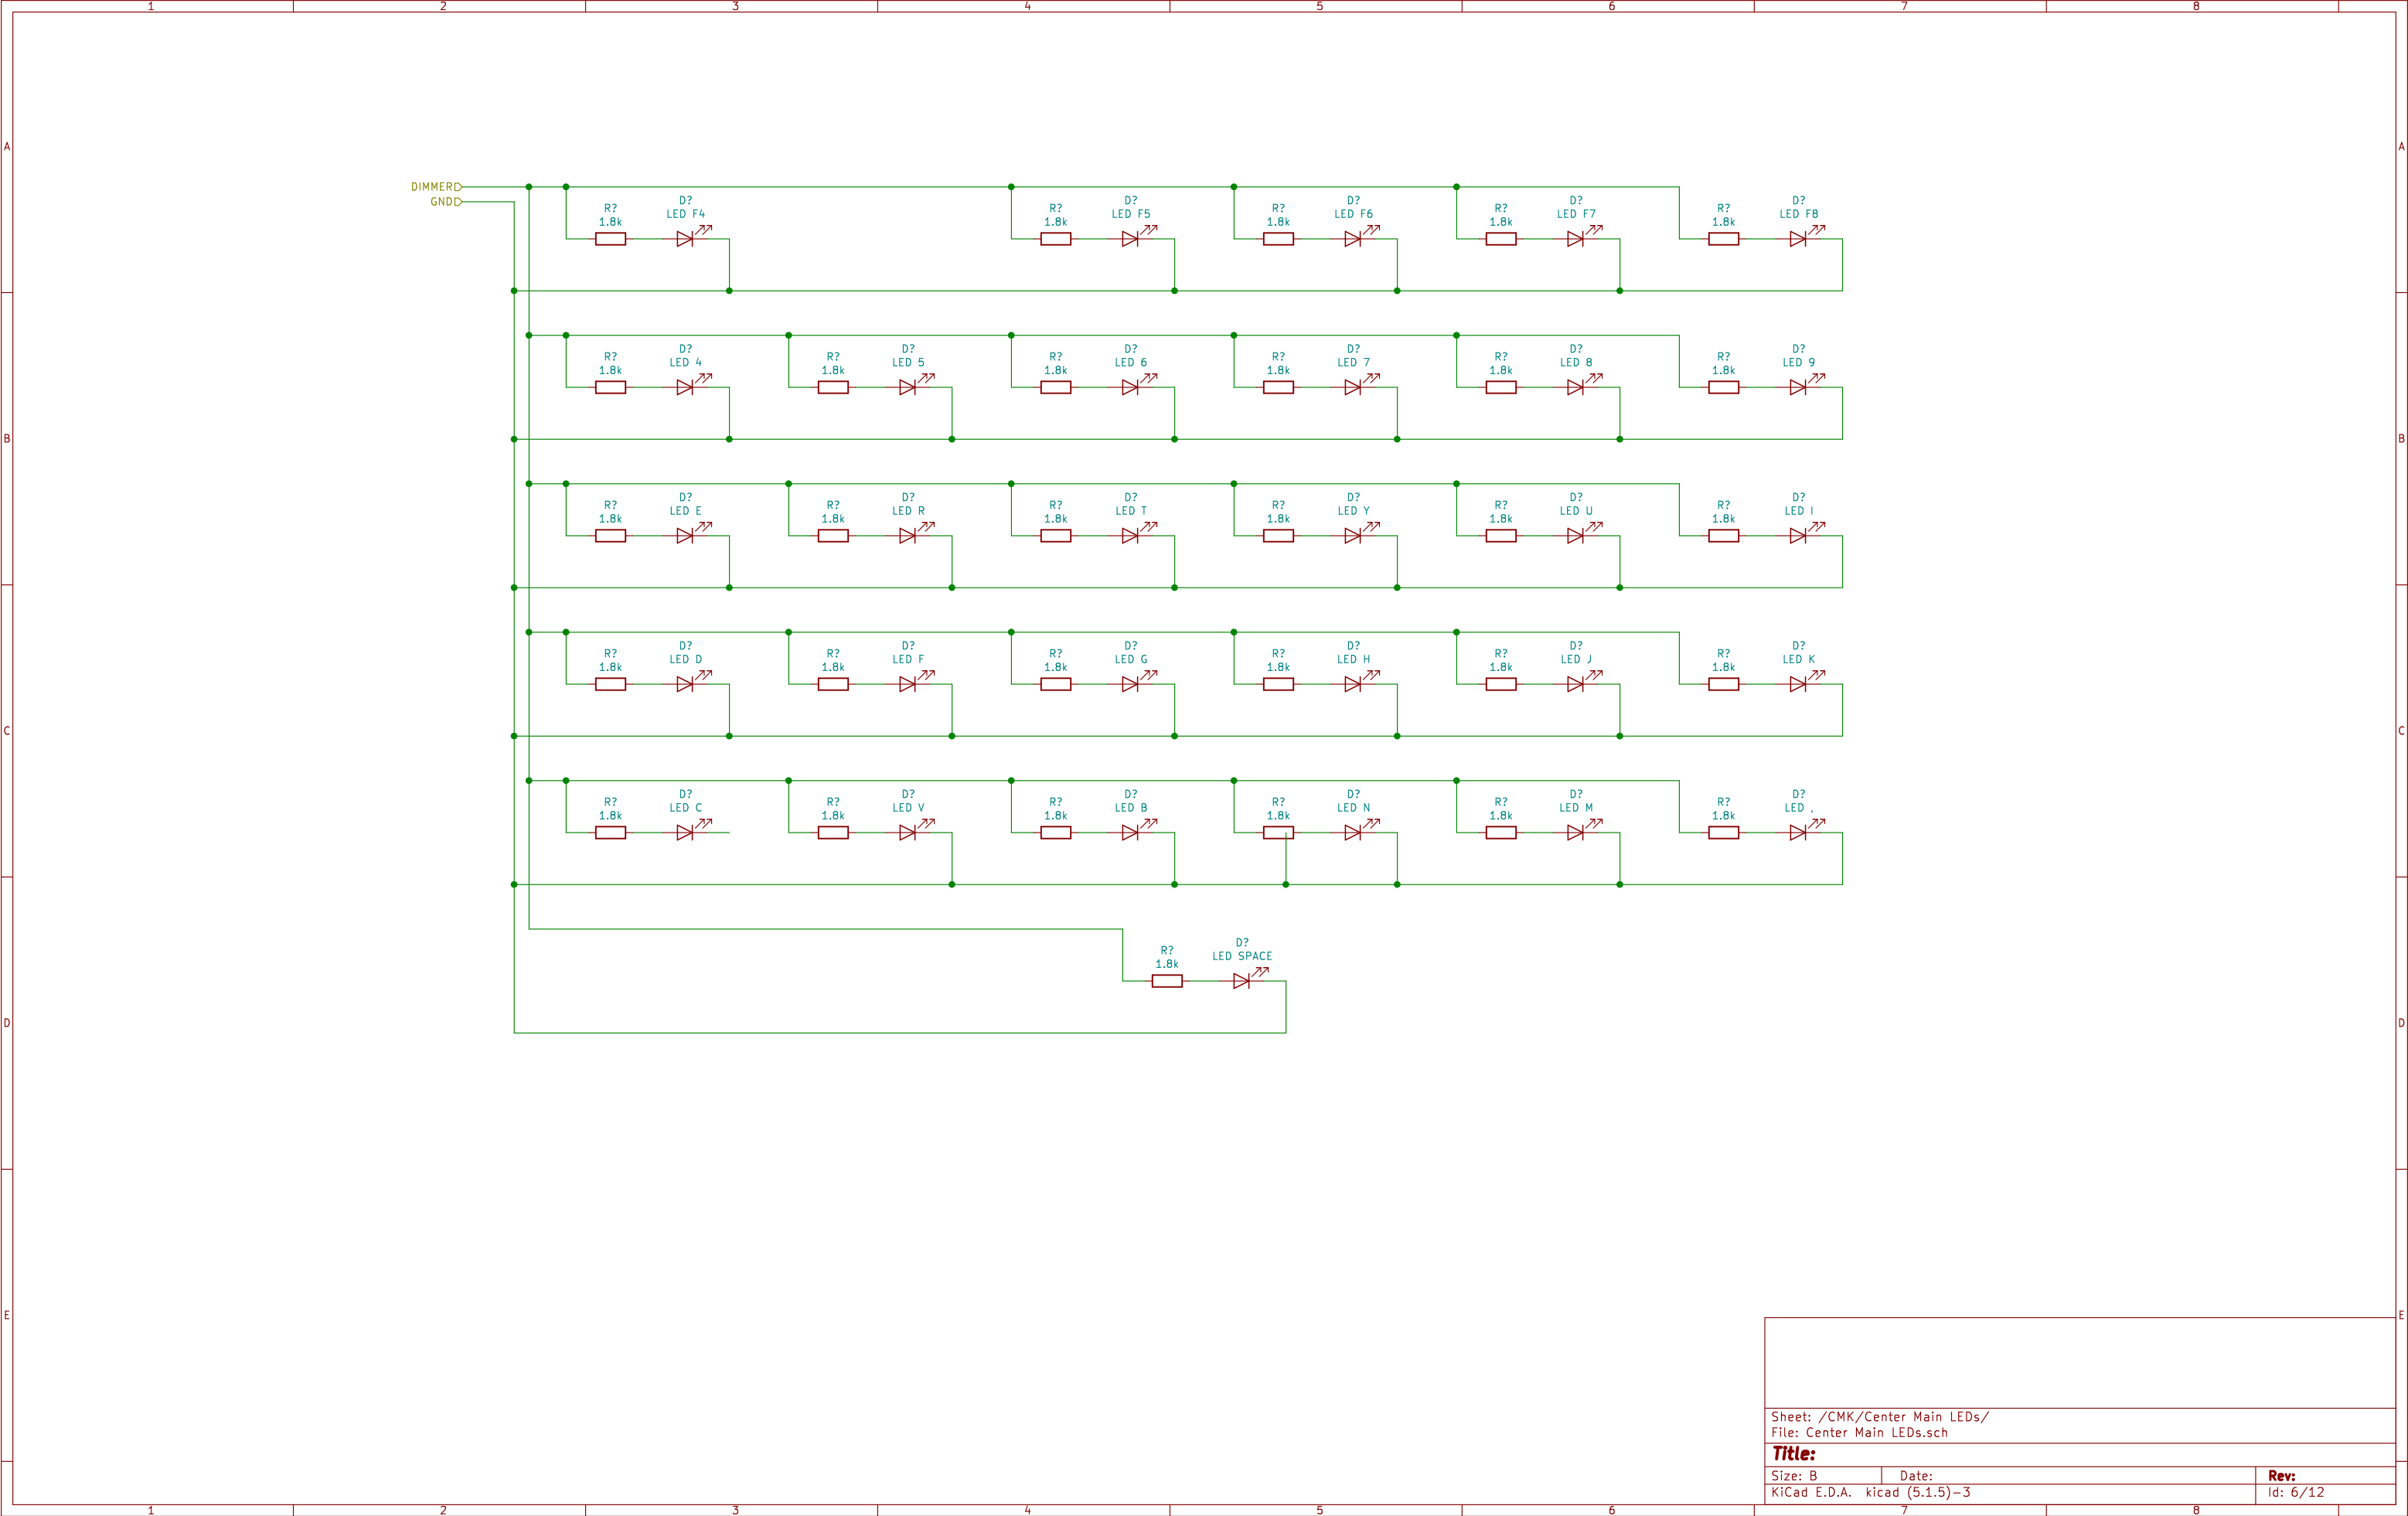 1 2 3 4 5 6 7 8
A A
DIMMER
GND
D? D? D? D? D?
R? LED F4 R? LED F5 R? LED F6 R? LED F7 R? LED F8
1.8k 1.8k 1.8k 1.8k 1.8k
D? D? D? D? D? D?
R? LED 4 R? LED 5 R? LED 6 R? LED 7 R? LED 8 R? LED 9
1.8k 1.8k 1.8k 1.8k 1.8k 1.8k
B B
D? D? D? D? D? D?
R? LED E R? LED R R? LED T R? LED Y R? LED U R? LED I
1.8k 1.8k 1.8k 1.8k 1.8k 1.8k
D? D? D? D? D? D?
R? LED D R? LED F R? LED G R? LED H R? LED J R? LED K
1.8k 1.8k 1.8k 1.8k 1.8k 1.8k
C C
D? D? D? D? D? D?
R? LED C R? LED V R? LED B R? LED N R? LED M R? LED ,
1.8k 1.8k 1.8k 1.8k 1.8k 1.8k
D?
R? LED SPACE
1.8k
D D
E E
Sheet: /CMK/Center Main LEDs/
File: Center Main LEDs.sch
Title:
Size: B Date: Rev:
KiCad E.D.A. kicad (5.1.5)-3 Id: 6/12
1 2 3 4 5 6 7 8